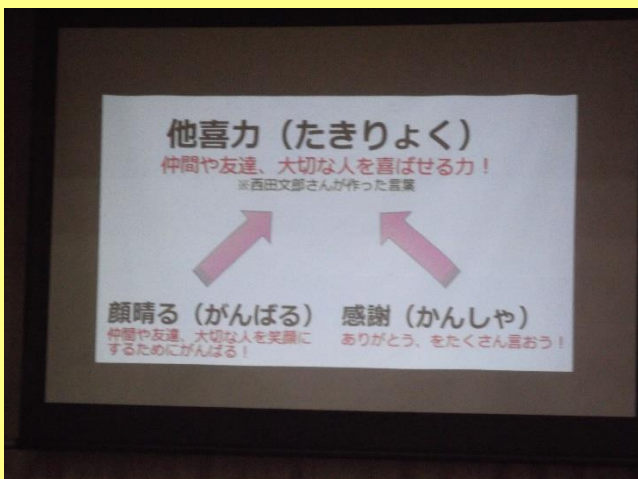 他喜力（たきりょく）
仲間や友達、大切な人を喜ばせる力！
※西田文郎さんが作った言葉
顔晴る（がんばる）
仲間や友達、大切な人を笑顔に
するためにがんばる！
感謝（かんしゃ）
ありがとう、をたくさん言おう！